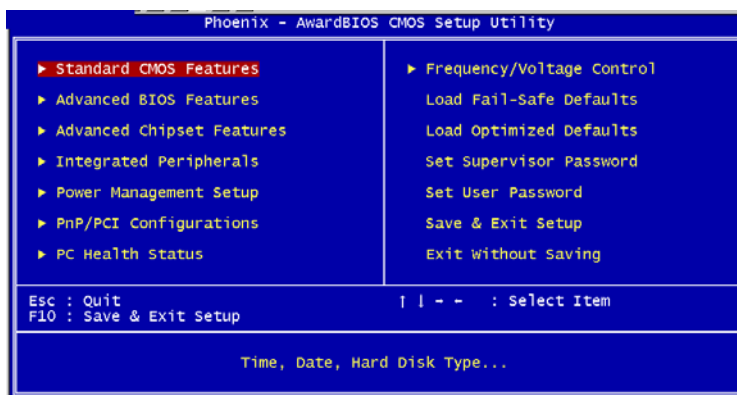 Phoenix - AwardBIOS CMOS Setup Utility
▶ Standard CMOS Features
▶ Advanced BIOS Features
▶ Advanced Chipset Features
▶ Integrated Peripherals
▶ Power Management Setup
▶ PnP/PCI Configurations
▶ PC Health Status
▶ Frequency/Voltage Control
Load Fail-Safe Defaults
Load Optimized Defaults
Set Supervisor Password
Set User Password
Save & Exit Setup
Exit Without Saving
Esc : Quit
F10 : Save & Exit Setup
↑ ↓ → ← : Select Item
Time, Date, Hard Disk Type...